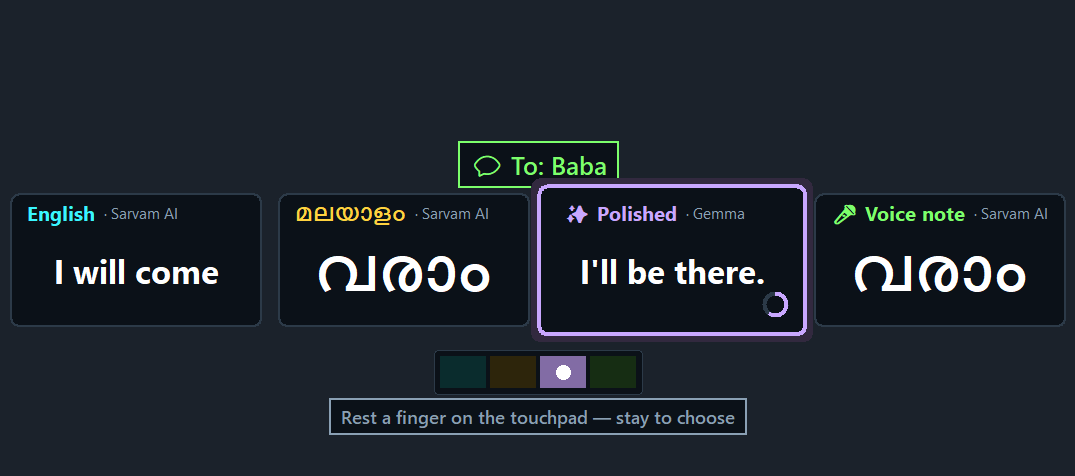 To: Baba
English · Sarvam AI
I will come
മലയാളം · Sarvam AI
വരാം
Polished · Gemma
I'll be there.
Voice note · Sarvam AI
വരാം
Rest a finger on the touchpad — stay to choose